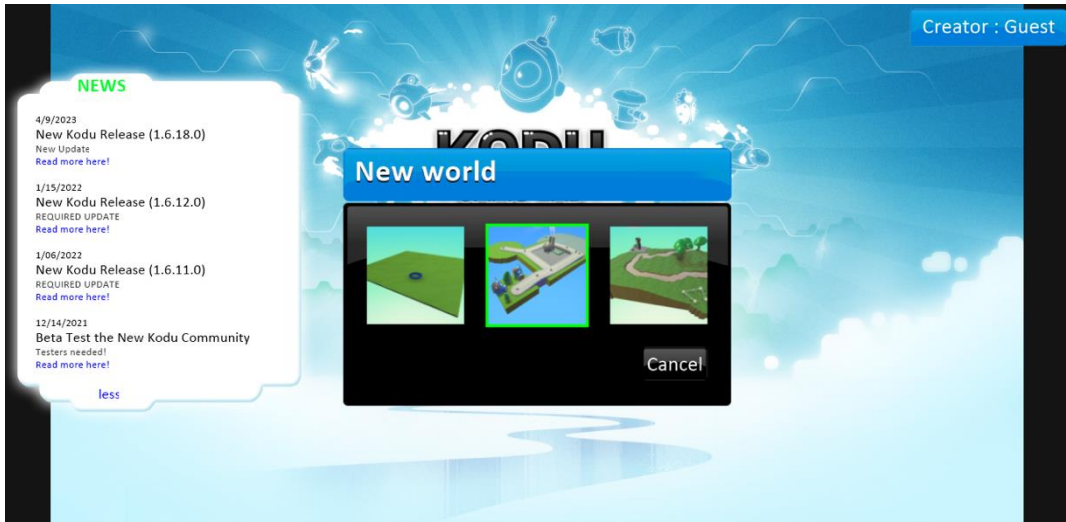 Creator : Guest
NEWS
4/9/2023
New Kodu Release (1.6.18.0)
New Update
Read more here!
1/15/2022
New Kodu Release (1.6.12.0)
REQUIRED UPDATE
Read more here!
1/06/2022
New Kodu Release (1.6.11.0)
REQUIRED UPDATE
Read more here!
12/14/2021
Beta Test the New Kodu Community
Testers needed!
Read more here!
less
KODU
New world
Cancel